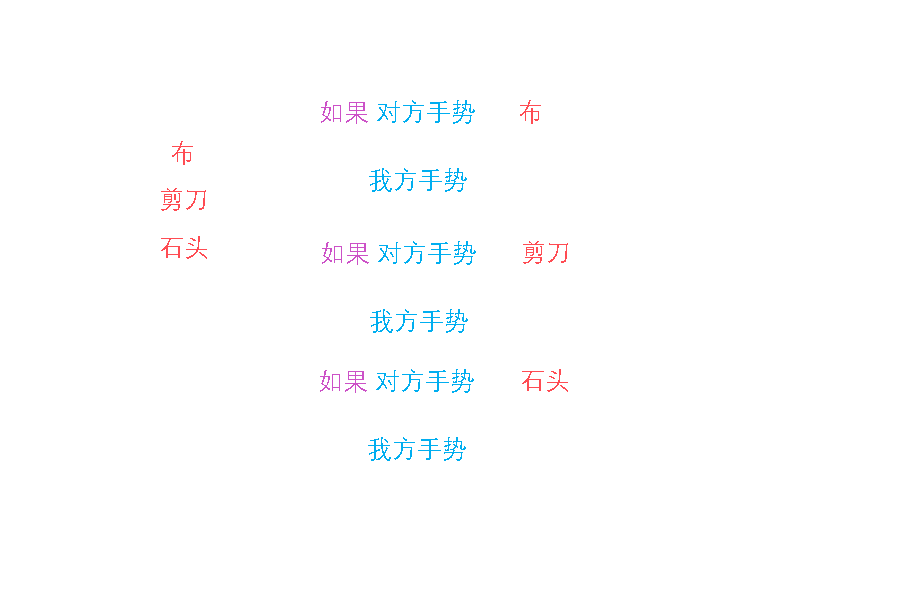 布
剪刀
石头
如果 对方手势 布
我方手势
如果 对方手势 剪刀
我方手势
如果 对方手势 石头
我方手势